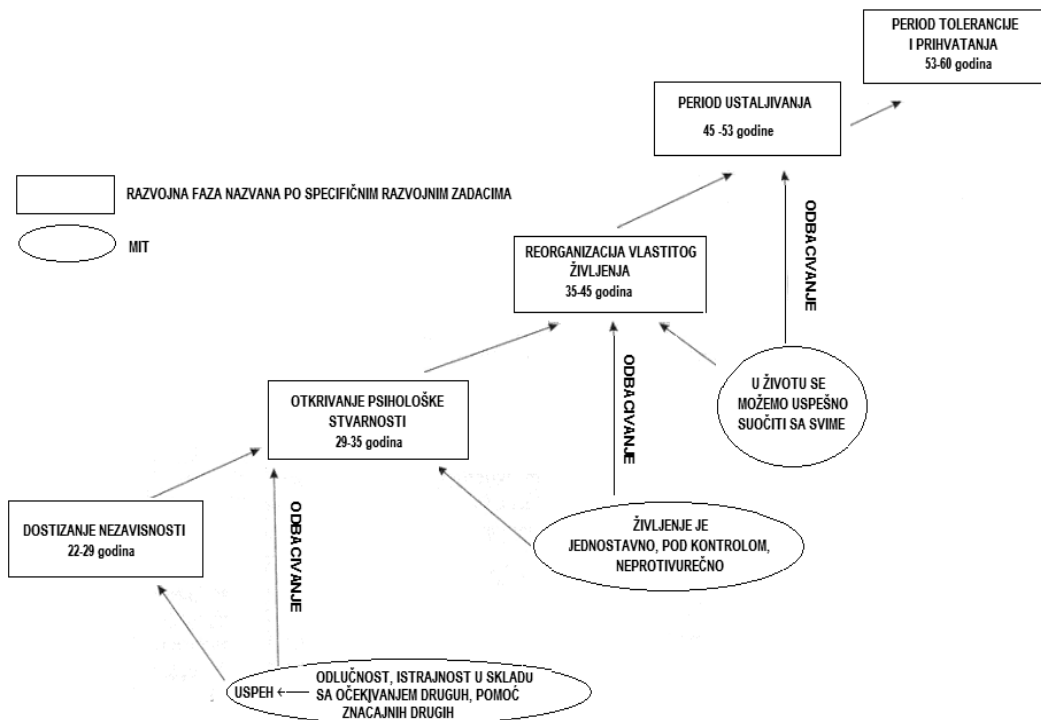 PERIOD TOLERANCIJE
I PRIHVATANJA
53-60 godina
PERIOD USTALJIVANJA
45 -53 godine
RAZVOJNA FAZA NAZVANA PO SPECIFIČNIM RAZVOJNIM ZADACIMA
MIT
ODBACIVANJE
REORGANIZACIJA VLASTITOG
ŽIVLJENJA
35-45 godina
U ŽIVOTU SE
MOŽEMO USPEŠNO
SUOČITI SA SVIME
ODBACIVANJE
OTKRIVANJE PSIHOLOŠKE
STVARNOSTI
29-35 godina
DOSTIZANJE NEZAVISNOSTI
22-29 godina
ODBACIVANJE
ŽIVLJENJE JE
JEDNOSTAVNO, POD KONTROLOM,
NEPROTIVUREČNO
USPEH
ODLUČNOST, ISTRAJNOST U SKLADU
SA OČEKIVANJEM DRUGUH, POMOĆ
ZNACAJNIH DRUGIH